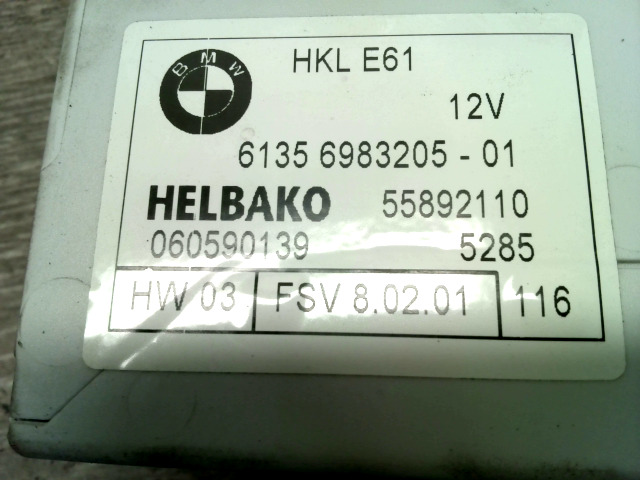 BMW
HKL E61
12V
6135 6983205 - 01
HELBAKO 55892110
060590139 5285
HW 03 FSV 8.02.01 116